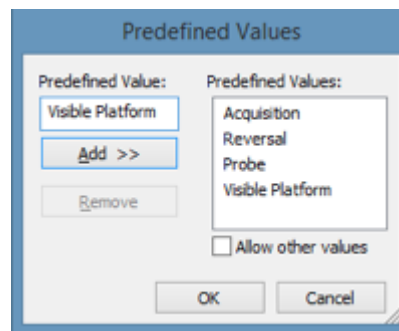 Predefined Values
Predefined Value:
Visible Platform
Add >>
Remove
Predefined Values:
Acquisition
Reversal
Probe
Visible Platform
Allow other values
OK
Cancel